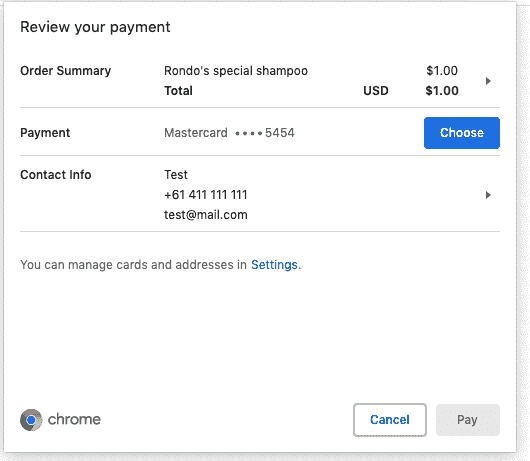 Review your payment
Order Summary Rondo's special shampoo $1.00
Total USD $1.00
Payment Mastercard •••• 5454 Choose
Contact Info Test
+61 411 111 111
test@mail.com
You can manage cards and addresses in Settings.
chrome Cancel Pay